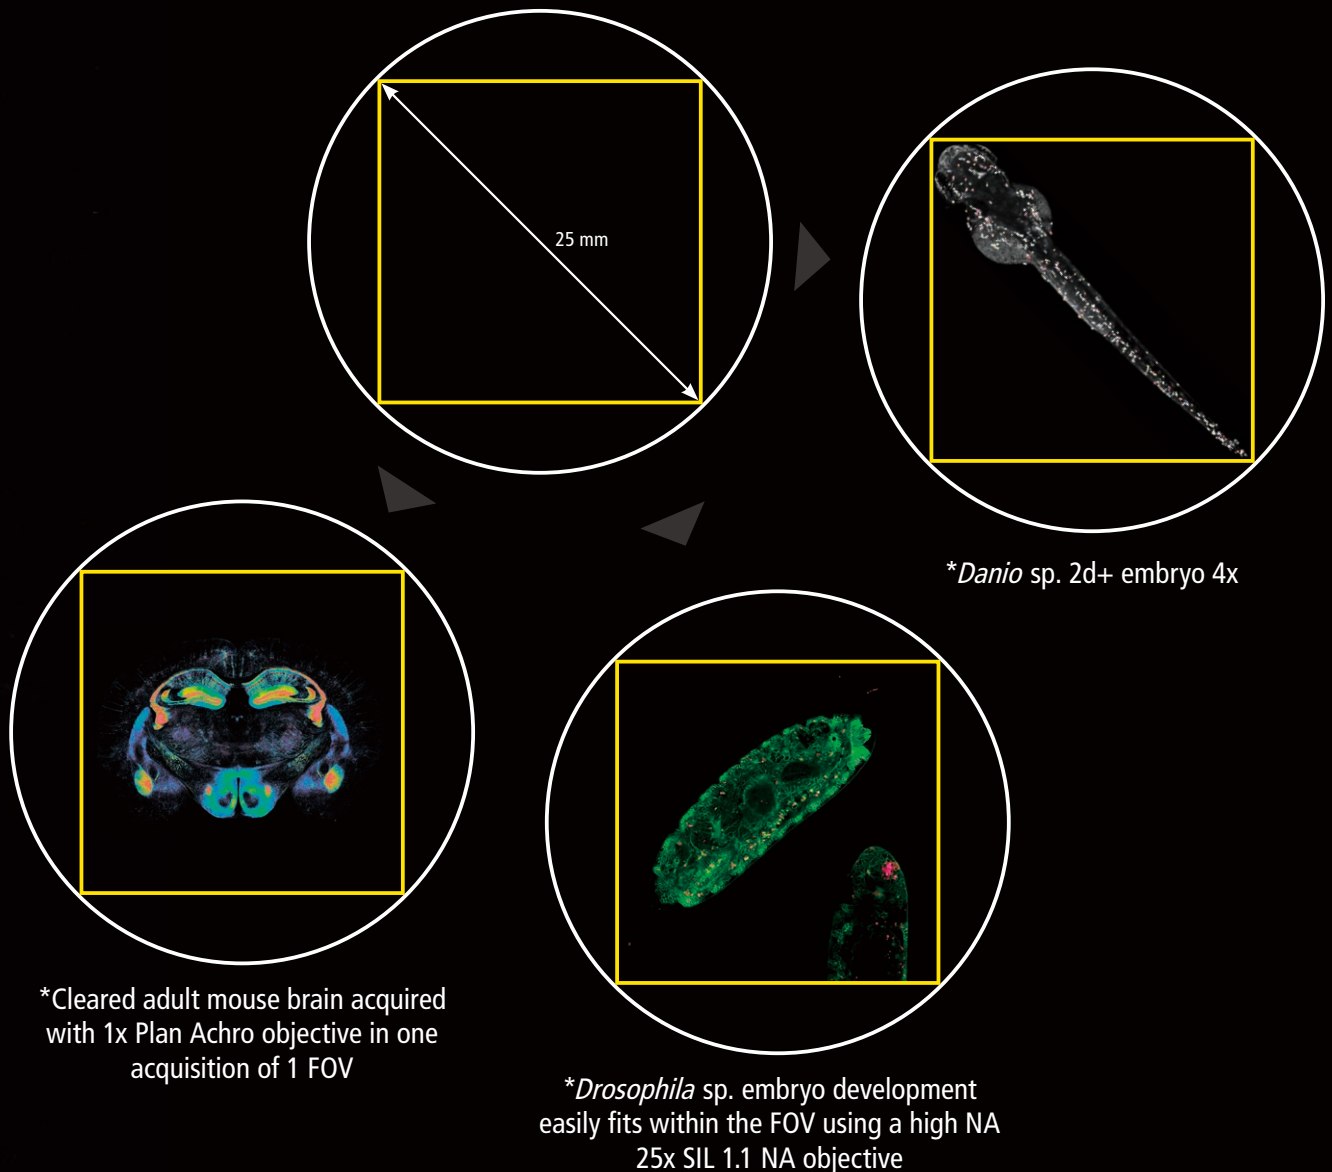 25 mm
*Danio sp. 2d+ embryo 4x
*Cleared adult mouse brain acquired
with 1x Plan Achro objective in one
acquisition of 1 FOV
*Drosophila sp. embryo development
easily fits within the FOV using a high NA
25x SIL 1.1 NA objective